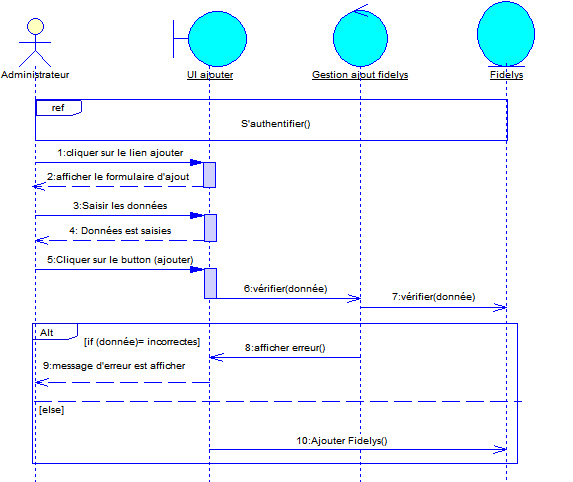 Administrateur
UI ajouter
Gestion ajout fidelys
Fidelys
ref
S'authentifier()
1:cliquer sur le lien ajouter
2:afficher le formulaire d'ajout
3:Saisir les données
4: Données est saisies
5:Cliquer sur le button (ajouter)
6:vérifier(donnée)
7:vérifier(donnée)
Alt
[if (donnée)= incorrectes]
8:afficher erreur()
9:message d'erreur est afficher
[else]
10:Ajouter Fidelys()